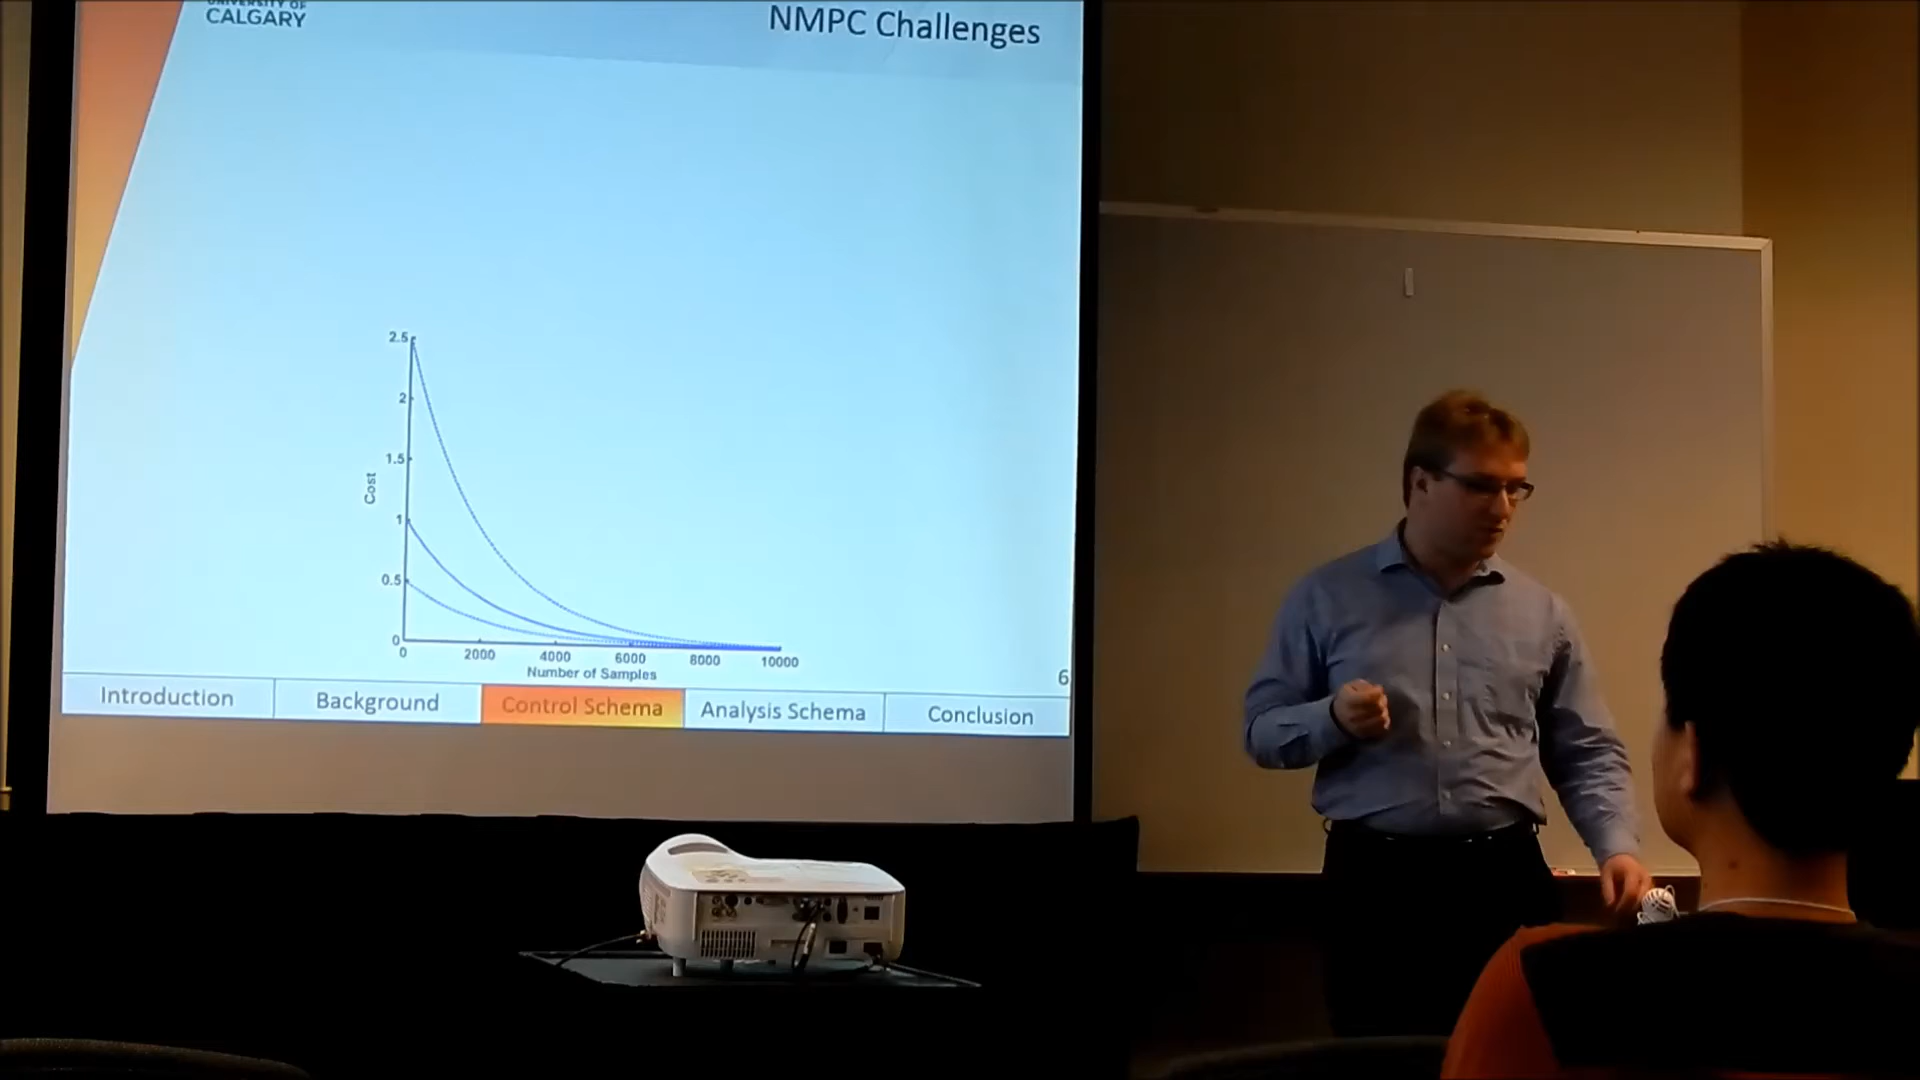 UNIVERSITY OF
CALGARY
NMPC Challenges
2.5
2
1.5
1
0.5
0
Cost
0 2000 4000 6000 8000 10000
Number of Samples
6
Introduction Background Control Schema Analysis Schema Conclusion